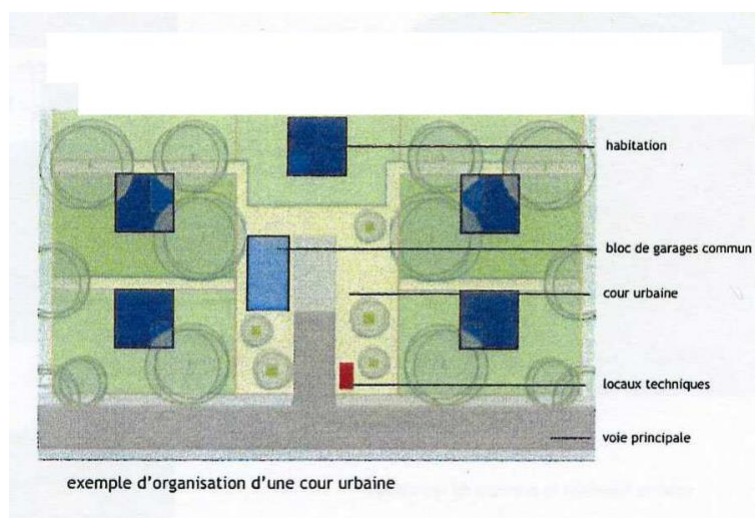 habitation
bloc de garages commun
cour urbaine
locaux techniques
voie principale
exemple d'organisation d'une cour urbaine